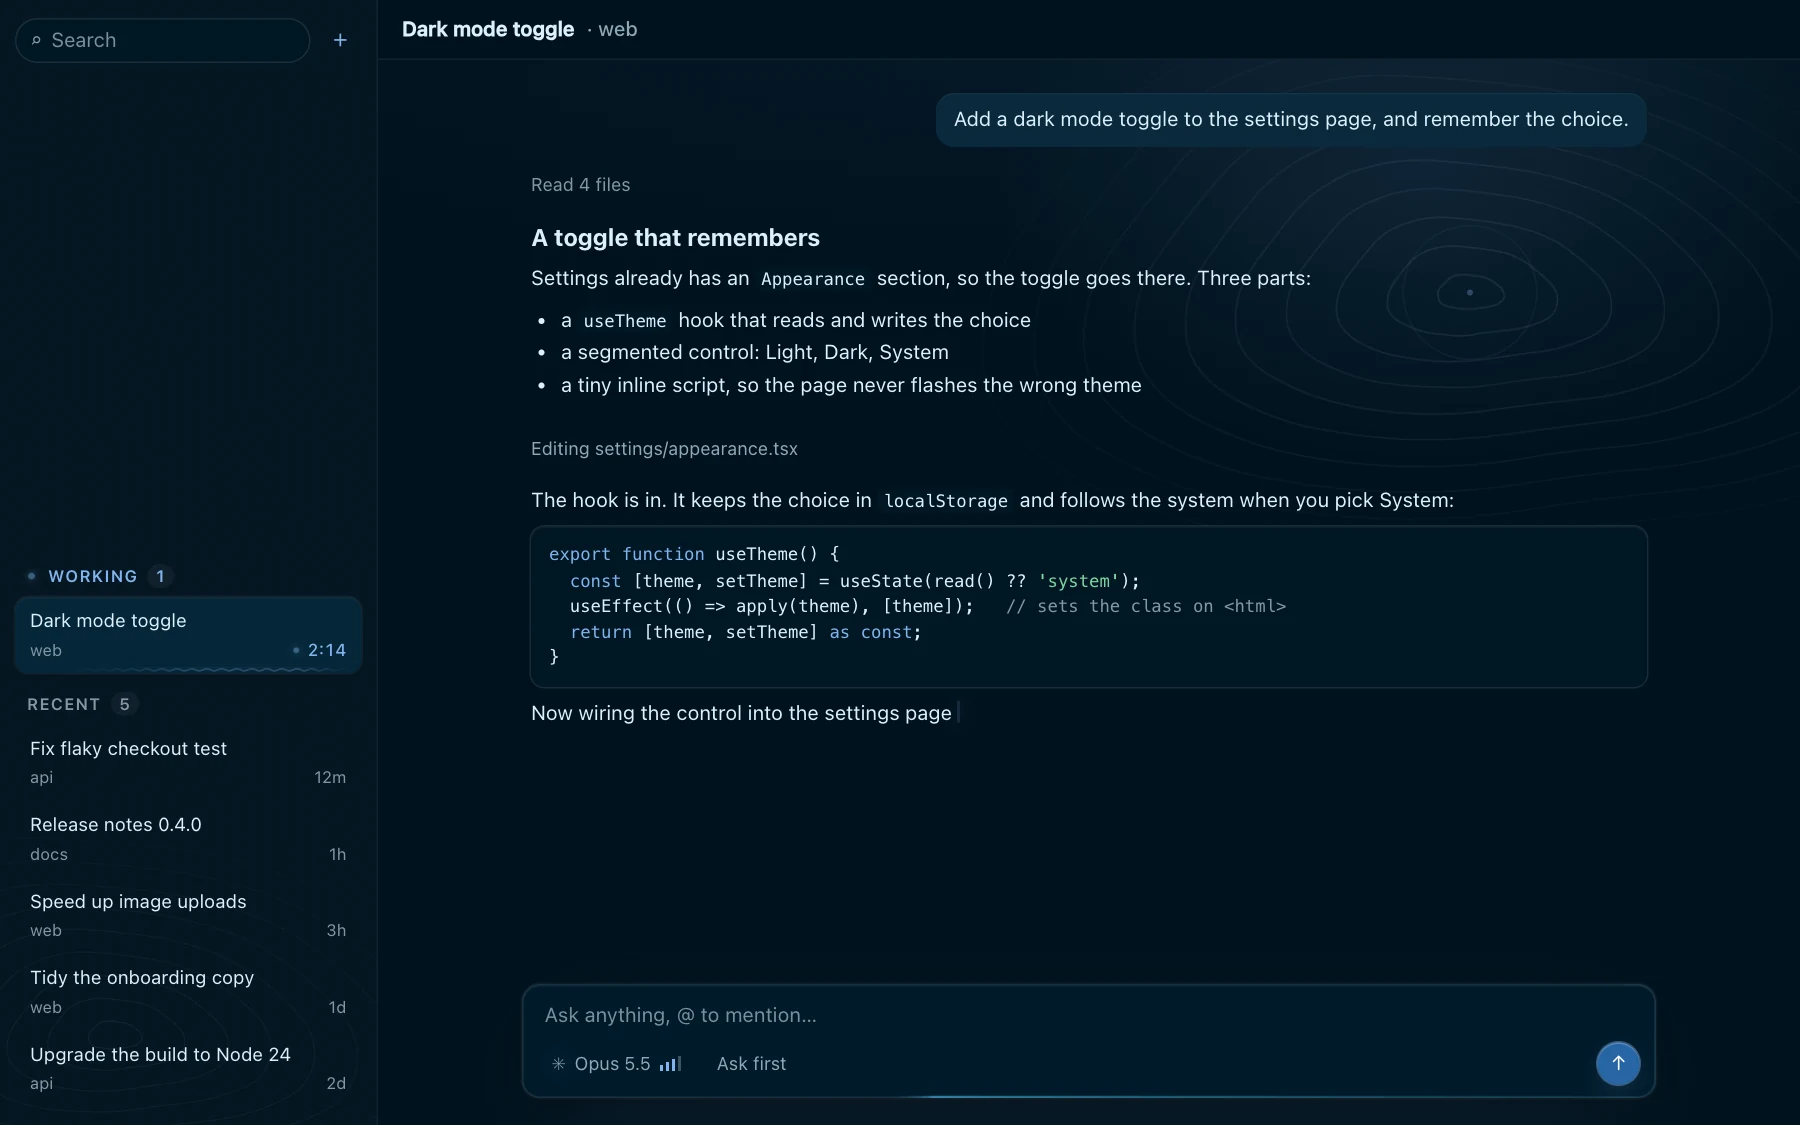 Search
+
WORKING 1
Dark mode toggle
web
2:14
RECENT 5
Fix flaky checkout test
api
12m
Release notes 0.4.0
docs
1h
Speed up image uploads
web
3h
Tidy the onboarding copy
web
1d
Upgrade the build to Node 24
api
2d
Dark mode toggle · web
Add a dark mode toggle to the settings page, and remember the choice.
Read 4 files
A toggle that remembers
Settings already has an Appearance section, so the toggle goes there. Three parts:
• a useTheme hook that reads and writes the choice
• a segmented control: Light, Dark, System
• a tiny inline script, so the page never flashes the wrong theme
Editing settings/appearance.tsx
The hook is in. It keeps the choice in localStorage and follows the system when you pick System:
export function useTheme() {
  const [theme, setTheme] = useState(read() ?? 'system');
  useEffect(() => apply(theme), [theme]);   // sets the class on <html>
  return [theme, setTheme] as const;
}
Now wiring the control into the settings page
Ask anything, @ to mention...
Opus 5.5
Ask first